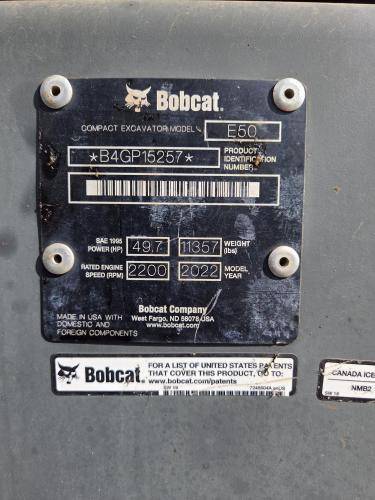 Bobcat.
COMPACT EXCAVATOR MODEL E50
*B4GP15257* PRODUCT IDENTIFICATION NUMBER
SAE 1995 POWER (HP) 49.7 11357 WEIGHT (lbs)
RATED ENGINE SPEED (RPM) 2200 2022 MODEL YEAR
Bobcat Company
West Fargo, ND 58078 USA
www.bobcat.com
MADE IN USA WITH
DOMESTIC AND
FOREIGN COMPONENTS
Bobcat.
FOR A LIST OF UNITED STATES PATENTS
THAT COVER THIS PRODUCT, GO TO:
www.bobcat.com/patents
CANADA ICE
NMB2